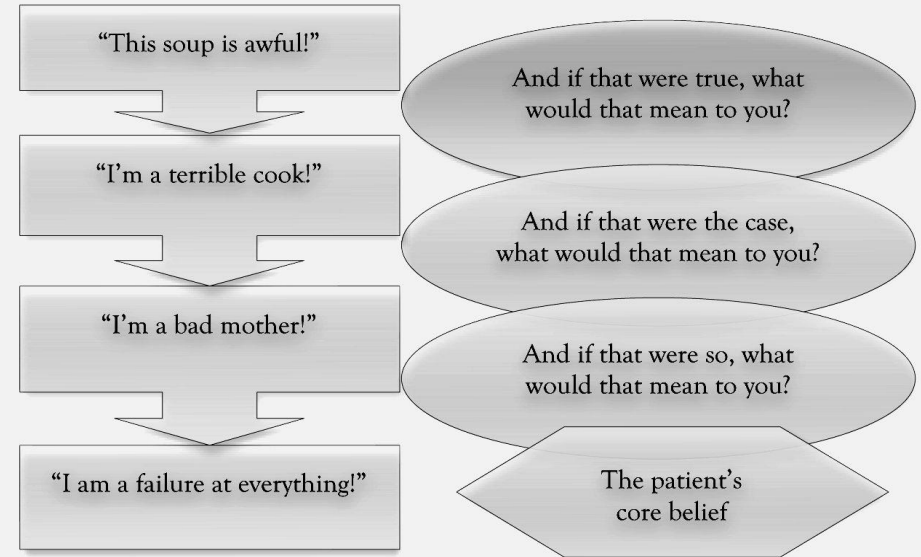 “This soup is awful!”
And if that were true, what
would that mean to you?
“I’m a terrible cook!”
And if that were the case,
what would that mean to you?
“I’m a bad mother!”
And if that were so, what
would that mean to you?
“I am a failure at everything!”
The patient’s
core belief